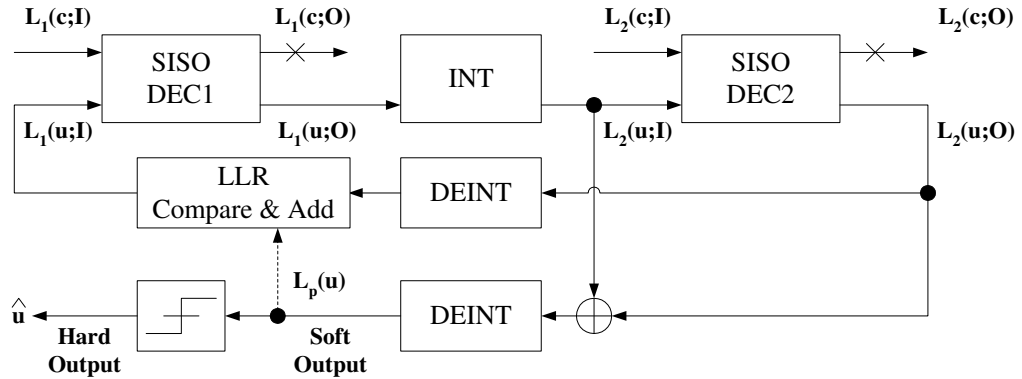 L₁(c;I)
L₁(c;O)
L₂(c;I)
L₂(c;O)
SISO
DEC1
INT
SISO
DEC2
L₁(u;I)
L₁(u;O)
L₂(u;I)
L₂(u;O)
LLR
Compare & Add
DEINT
Lₚ(u)
DEINT
û
Hard
Output
Soft
Output